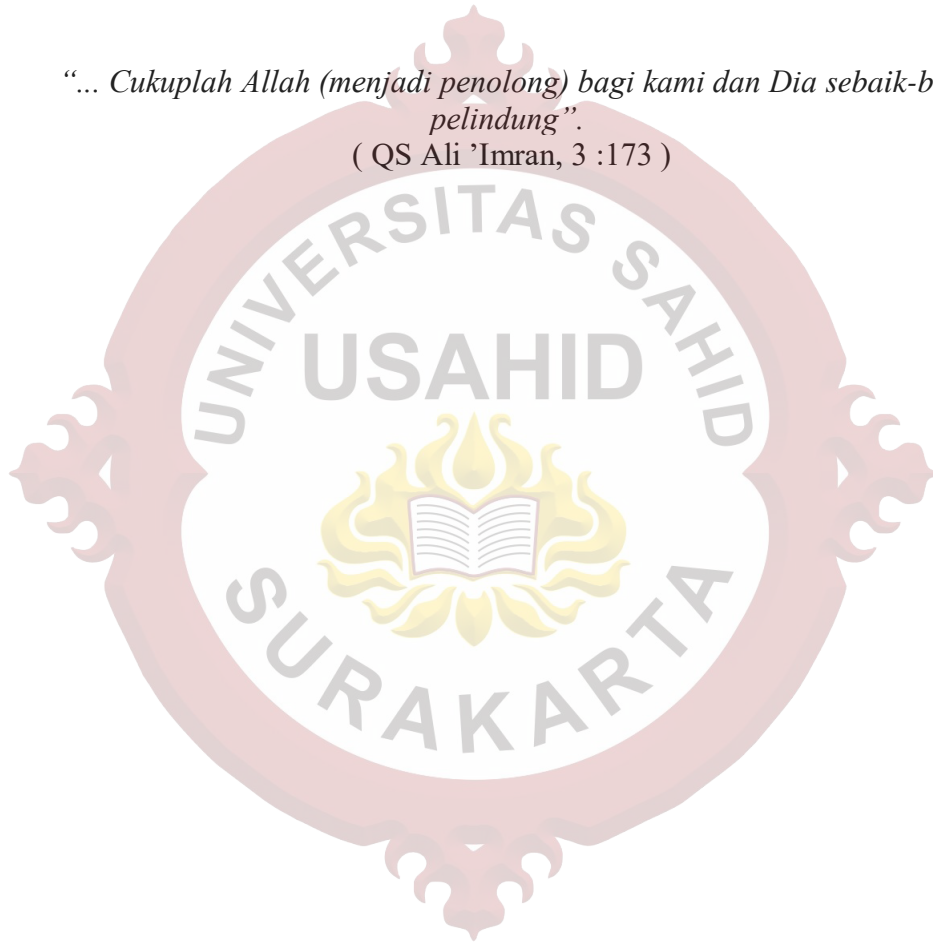 “... Cukuplah Allah (menjadi penolong) bagi kami dan Dia sebaik-b
pelindung”.
( QS Ali ’Imran, 3 :173 )
UNIVERSITAS SAHID
USAHID
SURAKARTA